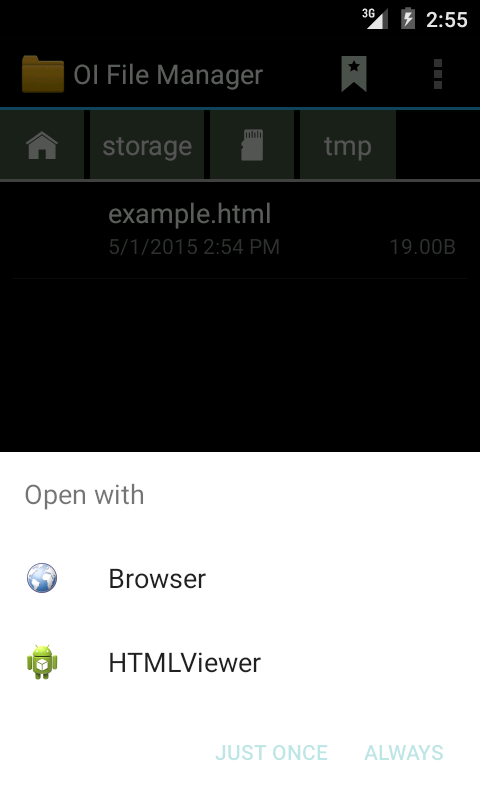 3G 2:55
OI File Manager
storage tmp
example.html
5/1/2015 2:54 PM 19.00B
Open with
Browser
HTMLViewer
JUST ONCE ALWAYS